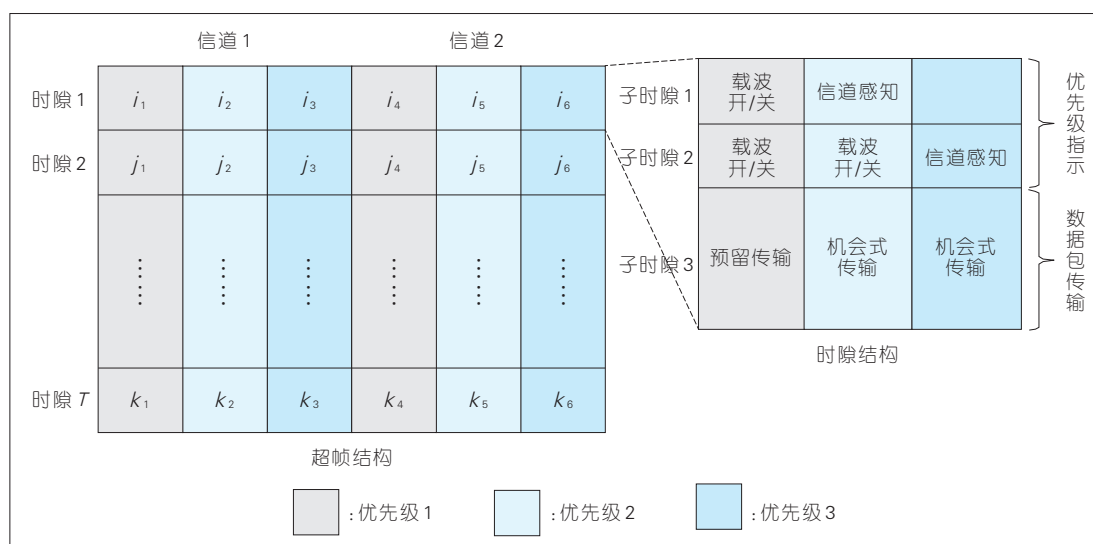 信道1 信道2
时隙1 i₁ i₂ i₃ i₄ i₅ i₆
时隙2 j₁ j₂ j₃ j₄ j₅ j₆
⋮ ⋮ ⋮ ⋮ ⋮ ⋮
时隙T k₁ k₂ k₃ k₄ k₅ k₆
超帧结构
子时隙1 载波开/关 信道感知
子时隙2 载波开/关 载波开/关 信道感知
子时隙3 预留传输 机会式传输 机会式传输
优先级指示
数据包传输
时隙结构
:优先级1 :优先级2 :优先级3